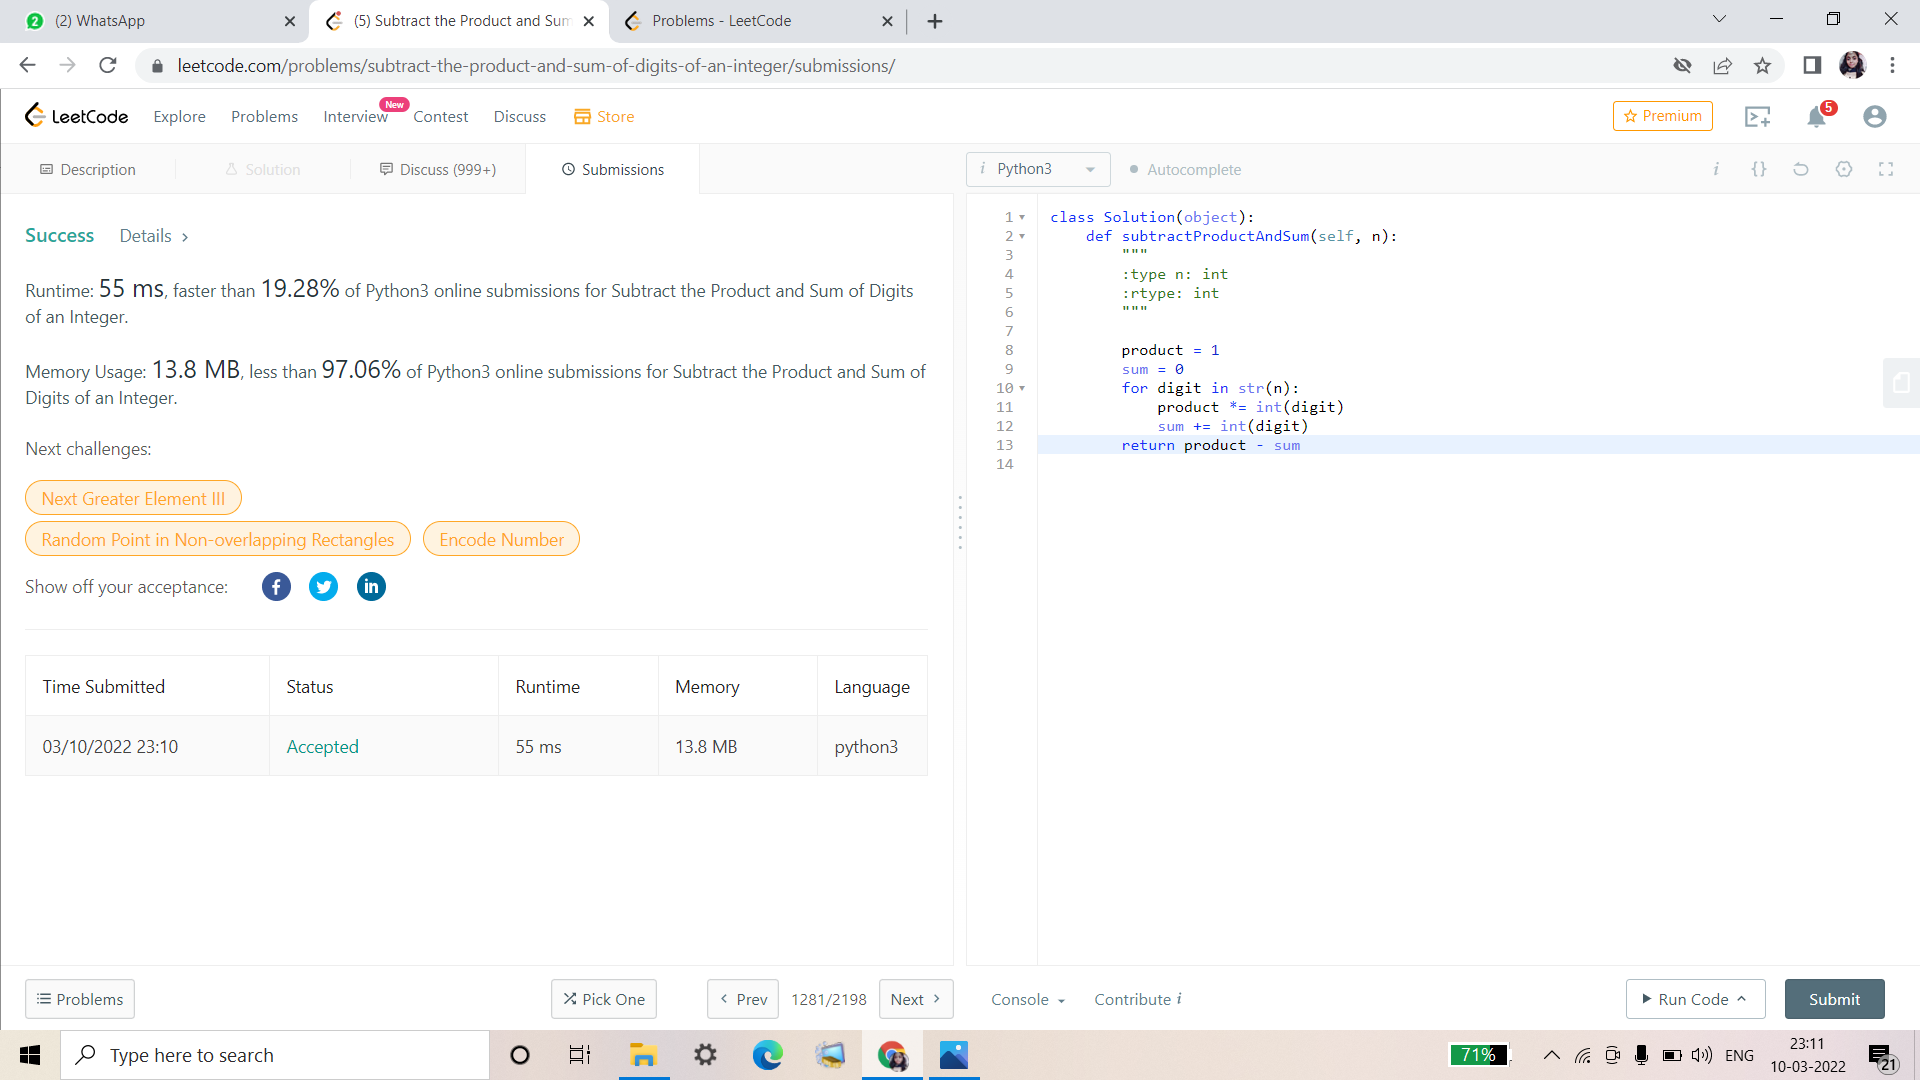 2 (2) WhatsApp
(5) Subtract the Product and Sum
Problems - LeetCode
leetcode.com/problems/subtract-the-product-and-sum-of-digits-of-an-integer/submissions/
LeetCode Explore Problems Interview New Contest Discuss Store
Premium 5
Description Solution Discuss (999+) Submissions
i Python3 Autocomplete i {}
Success Details >
Runtime: 55 ms, faster than 19.28% of Python3 online submissions for Subtract the Product and Sum of Digits
of an Integer.
Memory Usage: 13.8 MB, less than 97.06% of Python3 online submissions for Subtract the Product and Sum of
Digits of an Integer.
Next challenges:
Next Greater Element III
Random Point in Non-overlapping Rectangles Encode Number
Show off your acceptance: f in
Time Submitted Status Runtime Memory Language
03/10/2022 23:10 Accepted 55 ms 13.8 MB python3
1 class Solution(object):
2     def subtractProductAndSum(self, n):
3         """
4         :type n: int
5         :rtype: int
6         """
7
8         product = 1
9         sum = 0
10         for digit in str(n):
11             product *= int(digit)
12             sum += int(digit)
13         return product - sum
14
Problems Pick One < Prev 1281/2198 Next >
Console Contribute i Run Code Submit
Type here to search
71% ENG 23:11
10-03-2022 21